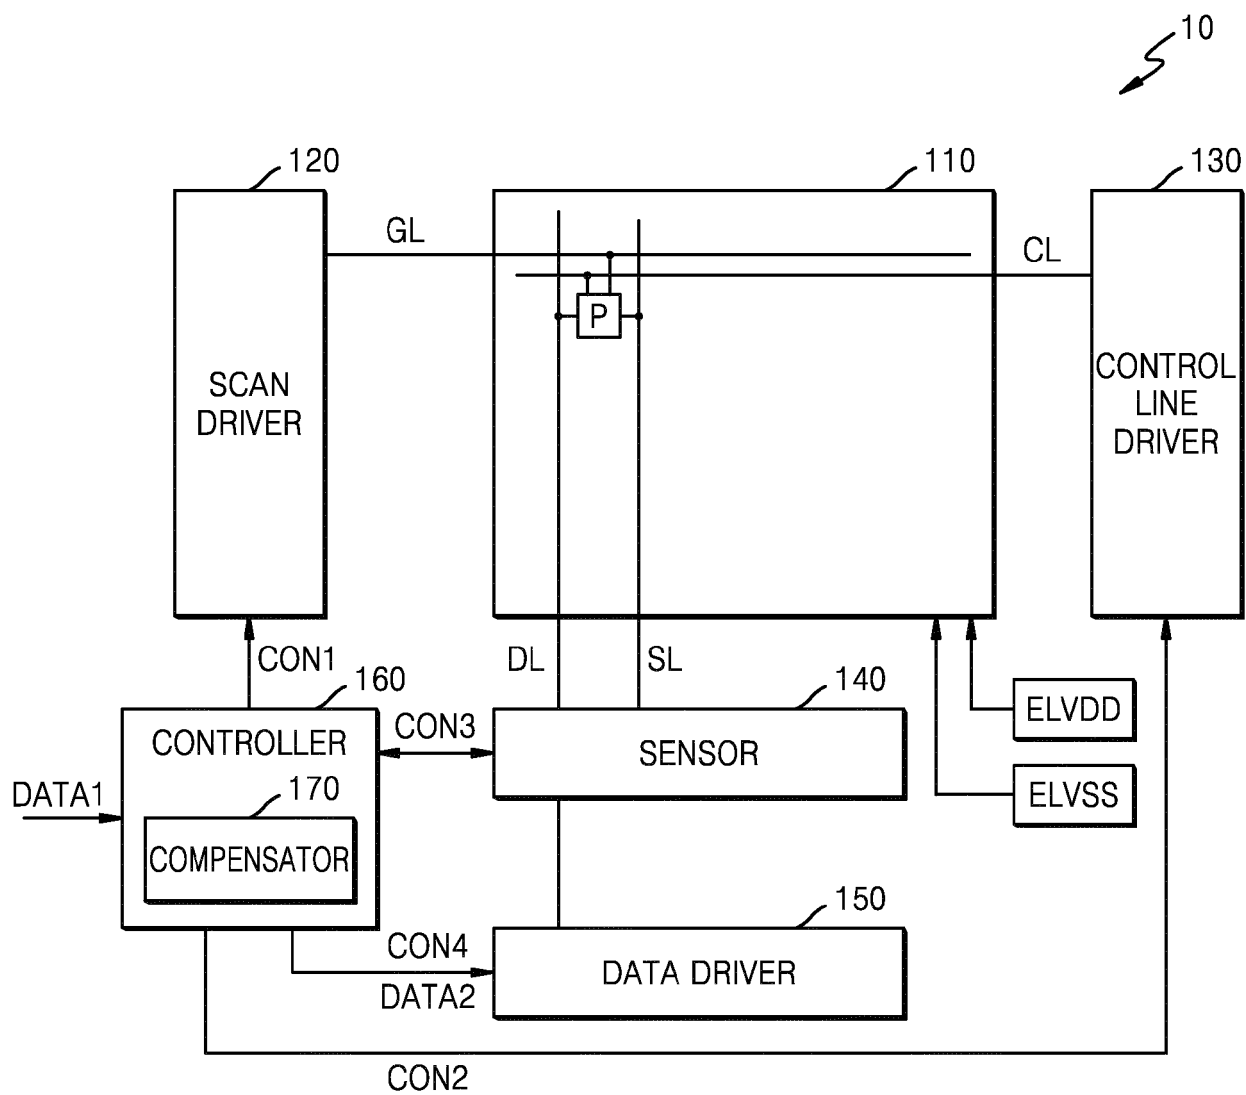 10
120
110
130
GL
CL
P
SCAN
DRIVER
CONTROL
LINE
DRIVER
CON1
DL
SL
160
140
ELVDD
CONTROLLER
CON3
SENSOR
DATA1
170
ELVSS
COMPENSATOR
150
CON4
DATA2
DATA DRIVER
CON2